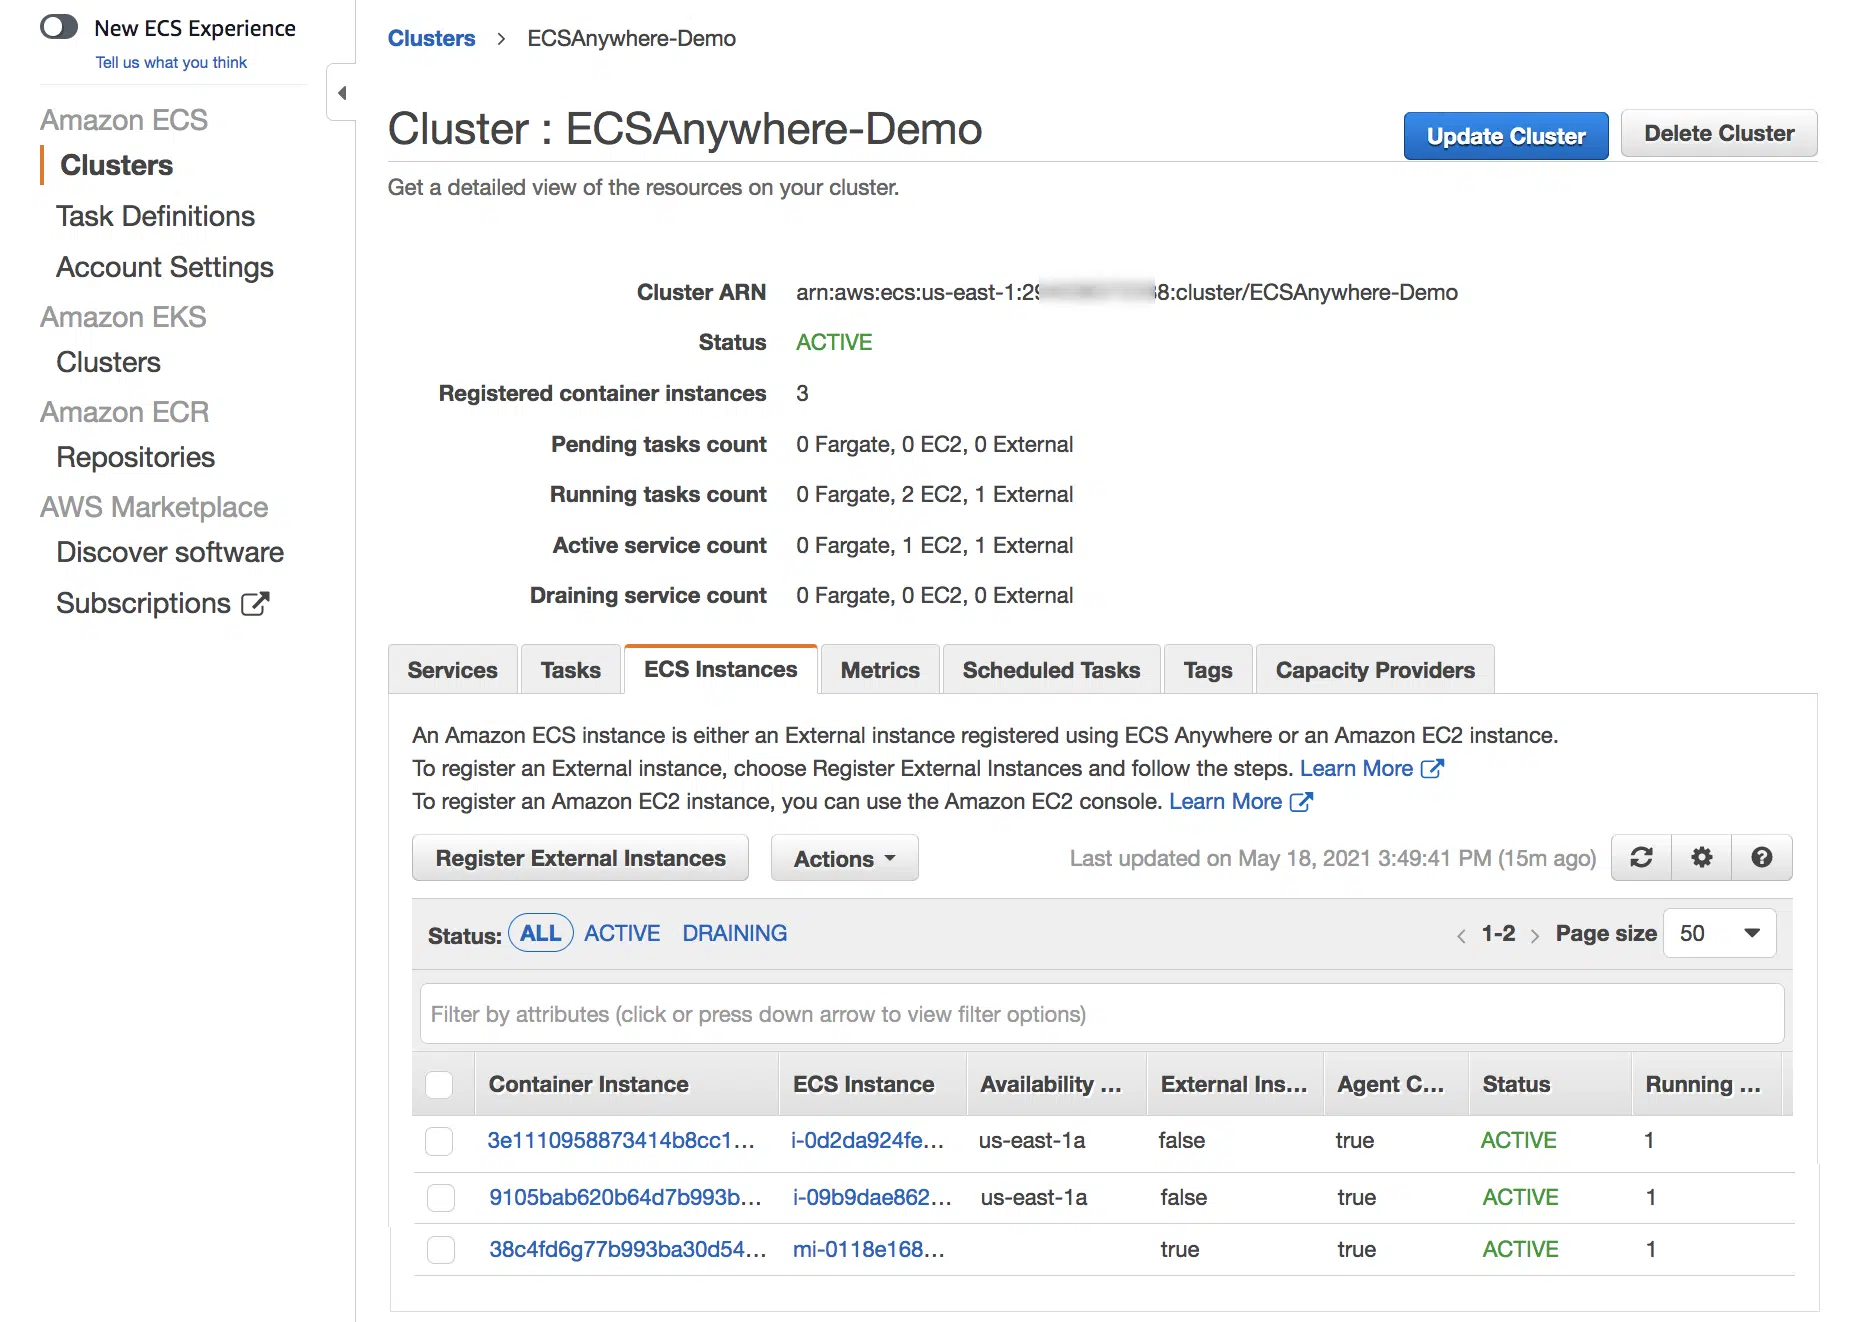 New ECS Experience
Tell us what you think
Amazon ECS
Clusters
Task Definitions
Account Settings
Amazon EKS
Clusters
Amazon ECR
Repositories
AWS Marketplace
Discover software
Subscriptions
Clusters > ECSAnywhere-Demo
Cluster : ECSAnywhere-Demo
Update Cluster
Delete Cluster
Get a detailed view of the resources on your cluster.
Cluster ARN arn:aws:ecs:us-east-1:29 8:cluster/ECSAnywhere-Demo
Status ACTIVE
Registered container instances 3
Pending tasks count 0 Fargate, 0 EC2, 0 External
Running tasks count 0 Fargate, 2 EC2, 1 External
Active service count 0 Fargate, 1 EC2, 1 External
Draining service count 0 Fargate, 0 EC2, 0 External
Services Tasks ECS Instances Metrics Scheduled Tasks Tags Capacity Providers
An Amazon ECS instance is either an External instance registered using ECS Anywhere or an Amazon EC2 instance.
To register an External instance, choose Register External Instances and follow the steps. Learn More
To register an Amazon EC2 instance, you can use the Amazon EC2 console. Learn More
Register External Instances Actions Last updated on May 18, 2021 3:49:41 PM (15m ago)
Status: ALL ACTIVE DRAINING < 1-2 > Page size 50
Filter by attributes (click or press down arrow to view filter options)
Container Instance ECS Instance Availability ... External Ins... Agent C... Status Running ...
3e1110958873414b8cc1... i-0d2da924fe... us-east-1a false true ACTIVE 1
9105bab620b64d7b993b... i-09b9dae862... us-east-1a false true ACTIVE 1
38c4fd6g77b993ba30d54... mi-0118e168... true true ACTIVE 1